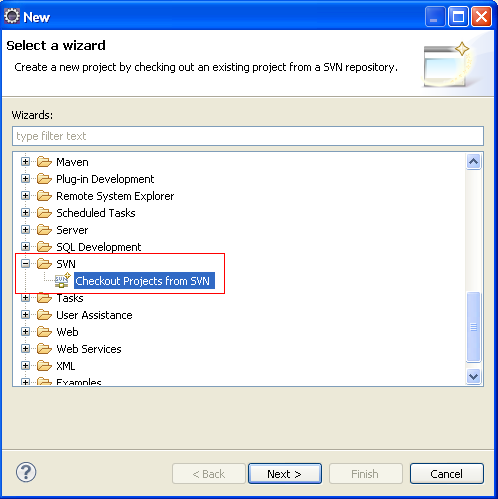 New
Select a wizard
Create a new project by checking out an existing project from a SVN repository.
Wizards:
type filter text
Maven
Plug-in Development
Remote System Explorer
Scheduled Tasks
Server
SQL Development
SVN
SVN
Checkout Projects from SVN
Tasks
User Assistance
Web
Web Services
XML
Examples
?
< Back
Next >
Finish
Cancel